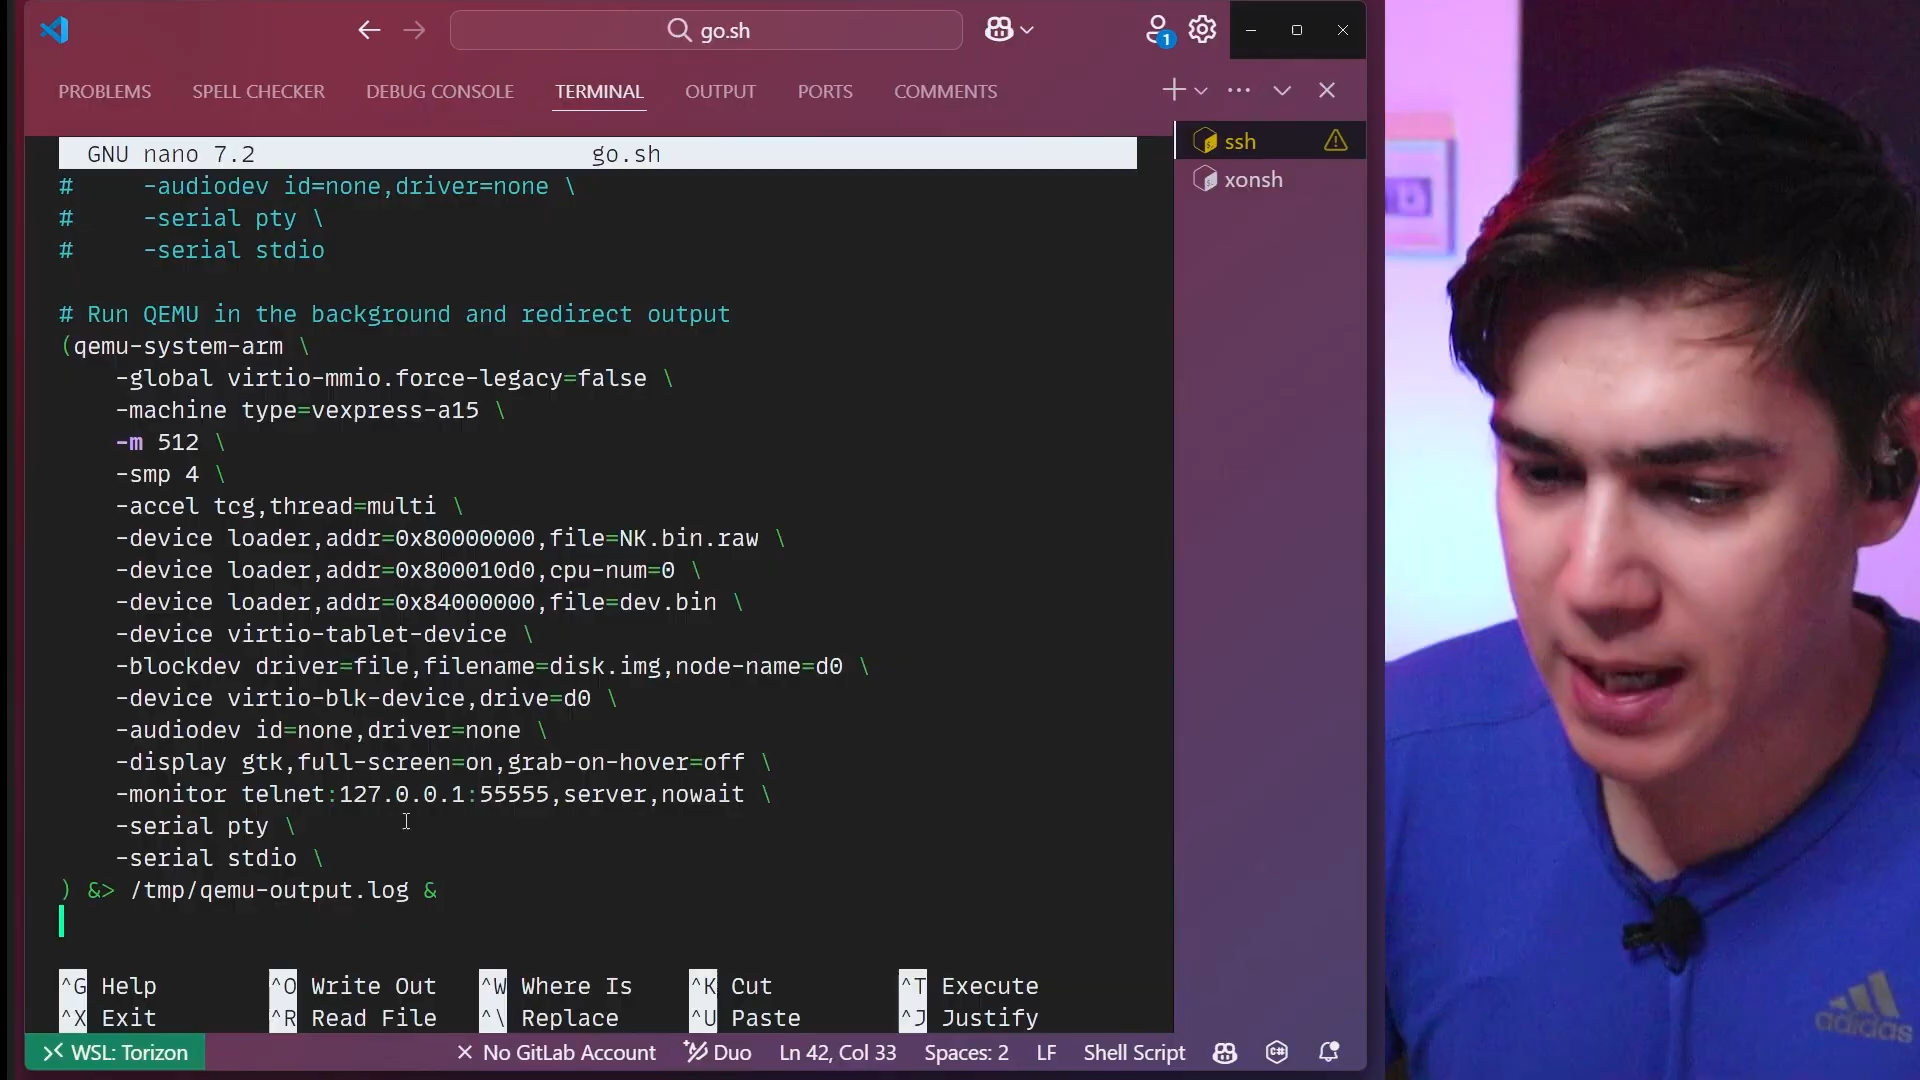 go.sh
1
PROBLEMS SPELL CHECKER DEBUG CONSOLE TERMINAL OUTPUT PORTS COMMENTS
GNU nano 7.2 go.sh
ssh
xonsh
# -audiodev id=none,driver=none \
# -serial pty \
# -serial stdio
# Run QEMU in the background and redirect output
(qemu-system-arm \
-global virtio-mmio.force-legacy=false \
-machine type=vexpress-a15 \
-m 512 \
-smp 4 \
-accel tcg,thread=multi \
-device loader,addr=0x80000000,file=NK.bin.raw \
-device loader,addr=0x800010d0,cpu-num=0 \
-device loader,addr=0x84000000,file=dev.bin \
-device virtio-tablet-device \
-blockdev driver=file,filename=disk.img,node-name=d0 \
-device virtio-blk-device,drive=d0 \
-audiodev id=none,driver=none \
-display gtk,full-screen=on,grab-on-hover=off \
-monitor telnet:127.0.0.1:55555,server,nowait \
-serial pty \
-serial stdio \
) &> /tmp/qemu-output.log &
^G Help ^O Write Out ^W Where Is ^K Cut ^T Execute
^X Exit ^R Read File ^\ Replace ^U Paste ^J Justify
WSL: Torizon No GitLab Account Duo Ln 42, Col 33 Spaces: 2 LF Shell Script
adidas